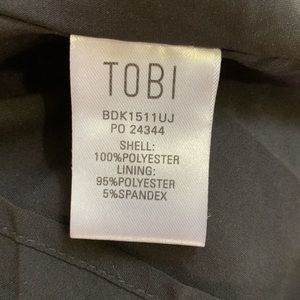 TOBI
BDK1511UJ
PO 24344
SHELL:
100%POLYESTER
LINING:
95%POLYESTER
5%SPANDEX